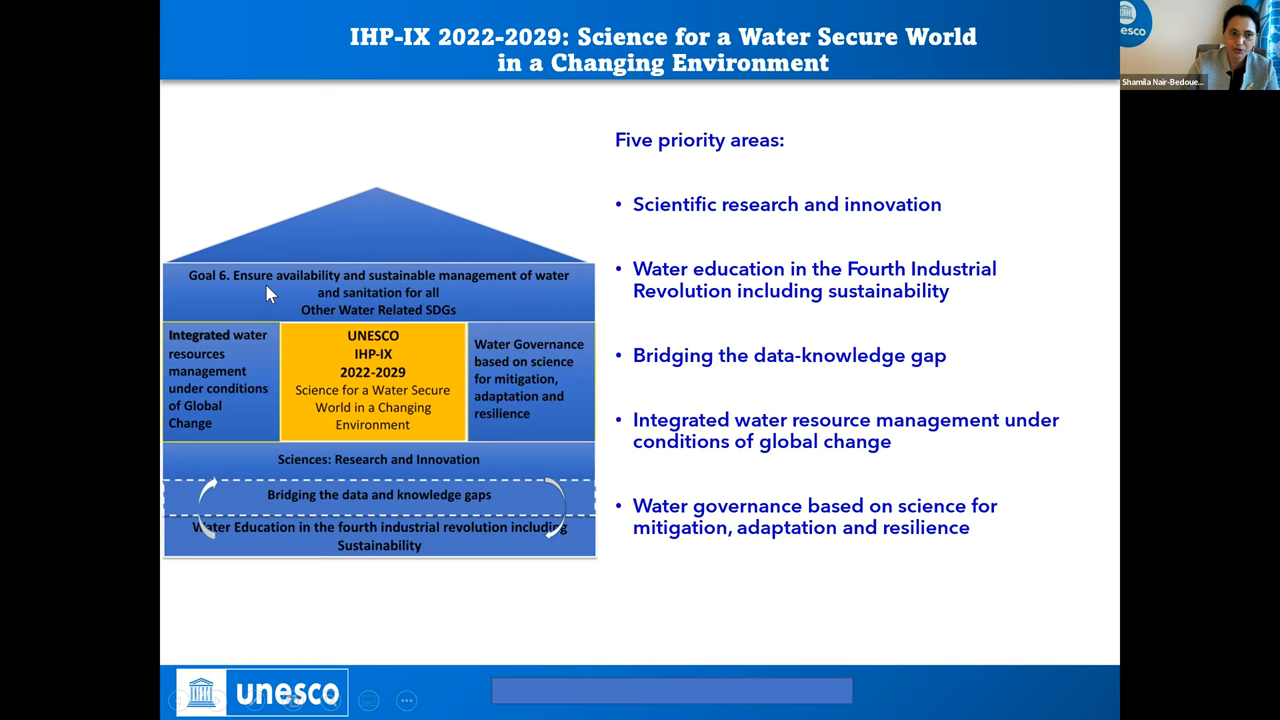 IHP-IX 2022-2029: Science for a Water Secure World
in a Changing Environment
esco
Shamila Nair-Bedoue...
Five priority areas:
• Scientific research and innovation
• Water education in the Fourth Industrial
Revolution including sustainability
• Bridging the data-knowledge gap
• Integrated water resource management under
conditions of global change
• Water governance based on science for
mitigation, adaptation and resilience
Goal 6. Ensure availability and sustainable management of water
and sanitation for all
Other Water Related SDGs
Integrated water
resources
management
under conditions
of Global
Change
UNESCO
IHP-IX
2022-2029
Science for a Water Secure
World in a Changing
Environment
Water Governance
based on science
for mitigation,
adaptation and
resilience
Sciences: Research and Innovation
Bridging the data and knowledge gaps
Water Education in the fourth industrial revolution including
Sustainability
unesco